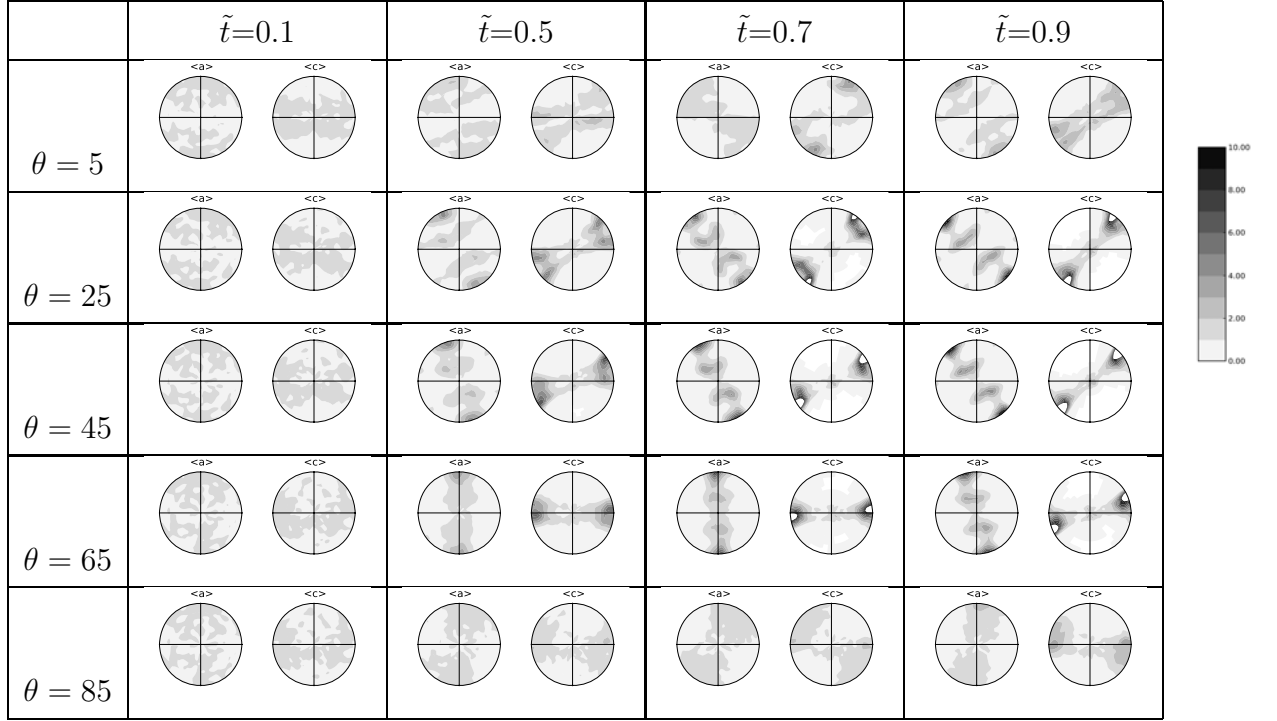 t̃=0.1 t̃=0.5 t̃=0.7 t̃=0.9
<a> <c> <a> <c> <a> <c> <a> <c>
θ = 5
10.00
8.00
6.00
4.00
2.00
0.00
<a> <c> <a> <c> <a> <c> <a> <c>
θ = 25
<a> <c> <a> <c> <a> <c> <a> <c>
θ = 45
<a> <c> <a> <c> <a> <c> <a> <c>
θ = 65
<a> <c> <a> <c> <a> <c> <a> <c>
θ = 85